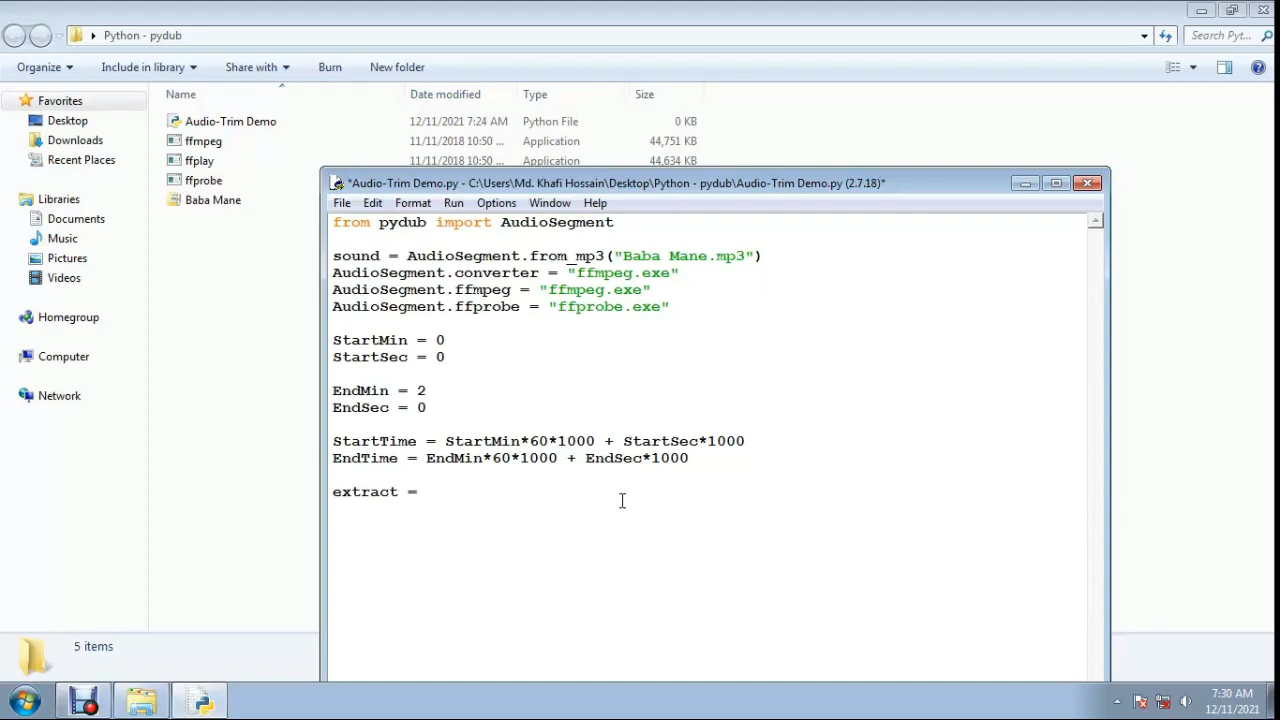 Python - pydub
Search Pyt...
Organize
Include in library
Share with
Burn
New folder
Favorites
Desktop
Downloads
Recent Places
Libraries
Documents
Music
Pictures
Videos
Homegroup
Computer
Network
Name Date modified Type Size
Audio-Trim Demo 12/11/2021 7:24 AM Python File 0 KB
ffmpeg 11/11/2018 10:50 ... Application 44,751 KB
ffplay 11/11/2018 10:50 ... Application 44,634 KB
ffprobe
Baba Mane
*Audio-Trim Demo.py - C:\Users\Md. Khafi Hossain\Desktop\Python - pydub\Audio-Trim Demo.py (2.7.18)*
File Edit Format Run Options Window Help
from pydub import AudioSegment
sound = AudioSegment.from_mp3("Baba Mane.mp3")
AudioSegment.converter = "ffmpeg.exe"
AudioSegment.ffmpeg = "ffmpeg.exe"
AudioSegment.ffprobe = "ffprobe.exe"
StartMin = 0
StartSec = 0
EndMin = 2
EndSec = 0
StartTime = StartMin*60*1000 + StartSec*1000
EndTime = EndMin*60*1000 + EndSec*1000
extract =
5 items
7:30 AM
12/11/2021